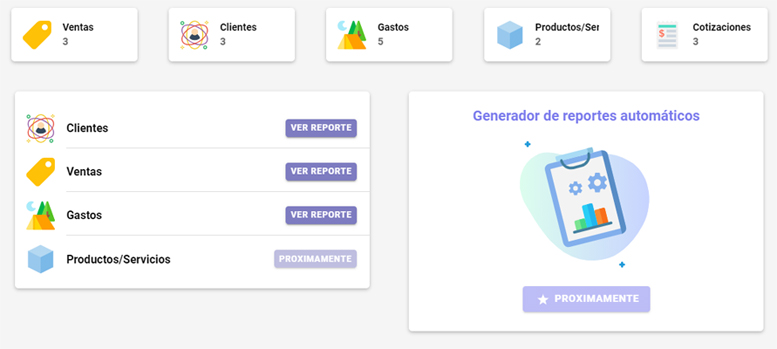 Ventas
3
Clientes
3
Gastos
5
Productos/Ser
2
Cotizaciones
3
Clientes
VER REPORTE
Ventas
VER REPORTE
Gastos
VER REPORTE
Productos/Servicios
PROXIMAMENTE
Generador de reportes automáticos
$
PROXIMAMENTE